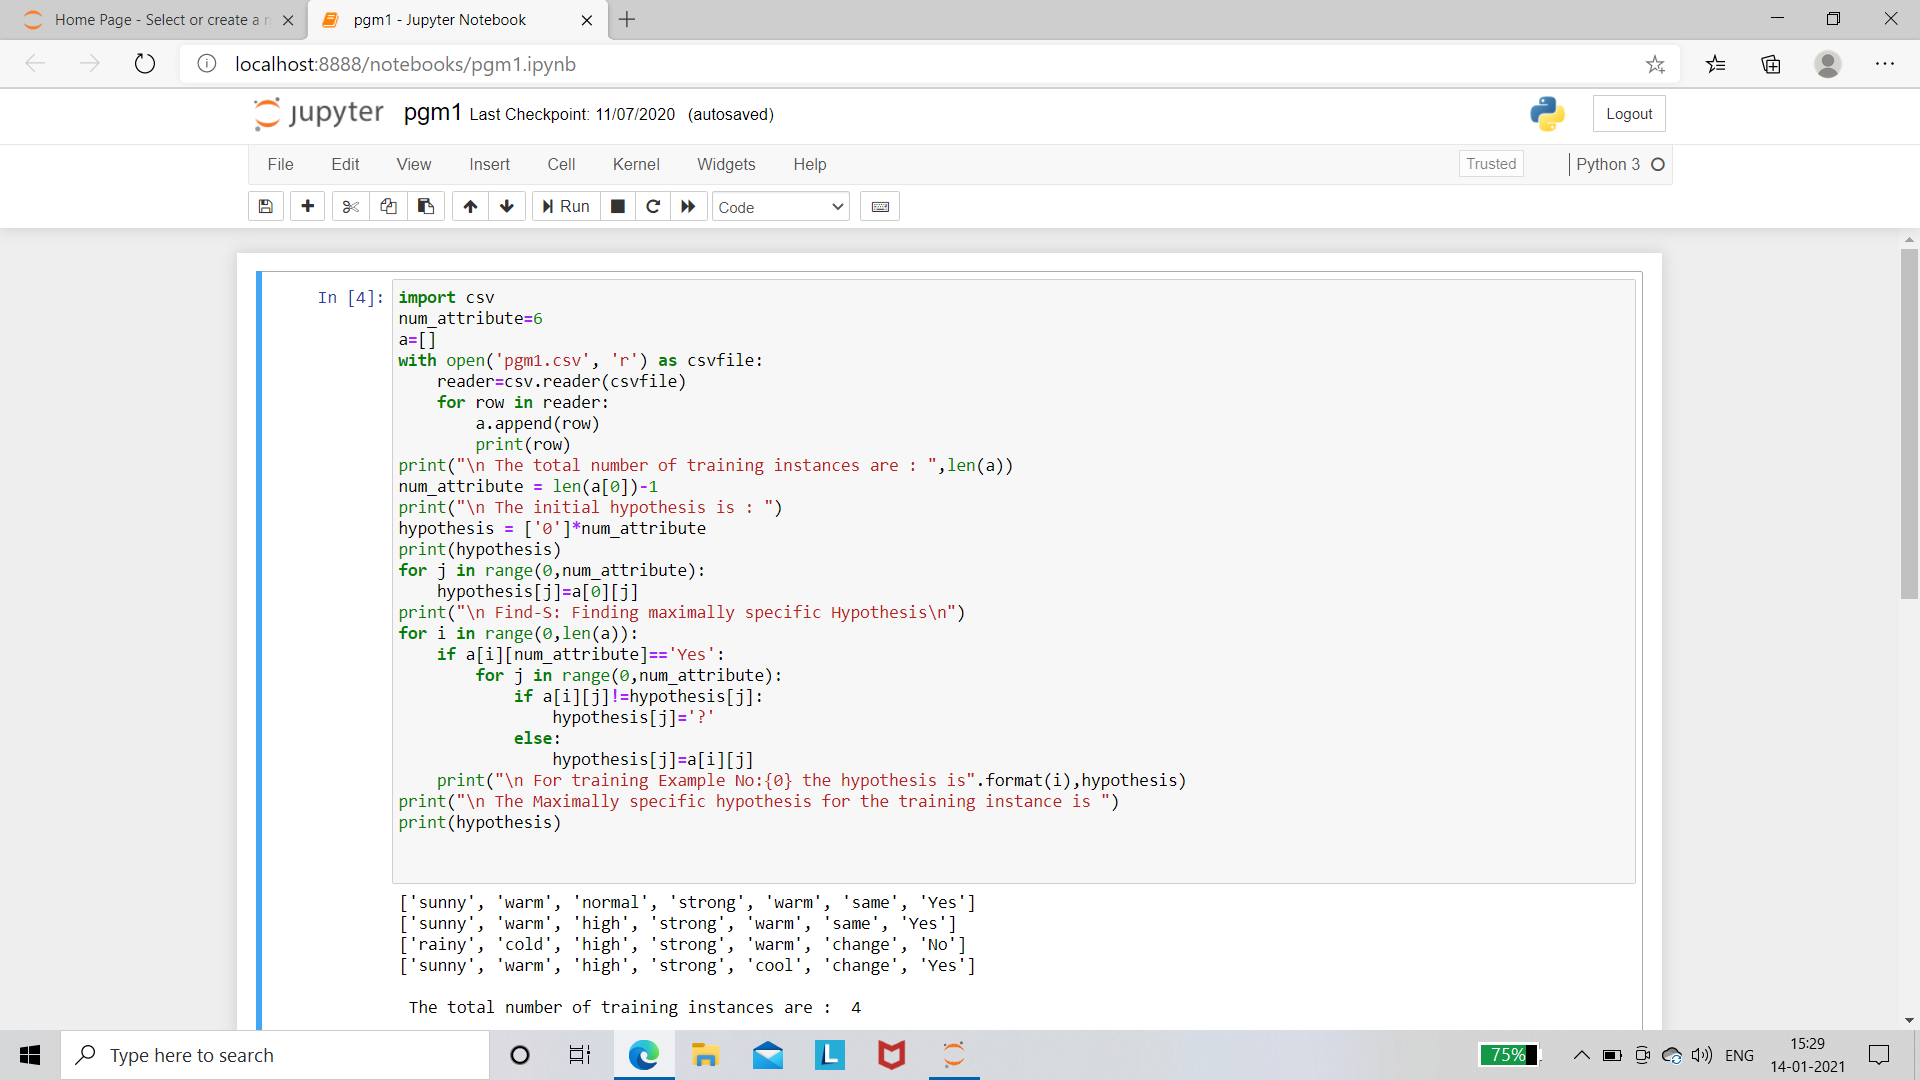 Home Page - Select or create a n
pgm1 - Jupyter Notebook
localhost:8888/notebooks/pgm1.ipynb
jupyter pgm1 Last Checkpoint: 11/07/2020 (autosaved)
Logout
File Edit View Insert Cell Kernel Widgets Help
Trusted
Python 3
Run
Code
In [4]:
import csv
num_attribute=6
a=[]
with open('pgm1.csv', 'r') as csvfile:
    reader=csv.reader(csvfile)
    for row in reader:
        a.append(row)
        print(row)
print("\n The total number of training instances are : ",len(a))
num_attribute = len(a[0])-1
print("\n The initial hypothesis is : ")
hypothesis = ['0']*num_attribute
print(hypothesis)
for j in range(0,num_attribute):
    hypothesis[j]=a[0][j]
print("\n Find-S: Finding maximally specific Hypothesis\n")
for i in range(0,len(a)):
    if a[i][num_attribute]=='Yes':
        for j in range(0,num_attribute):
            if a[i][j]!=hypothesis[j]:
                hypothesis[j]='?'
            else:
                hypothesis[j]=a[i][j]
    print("\n For training Example No:{0} the hypothesis is".format(i),hypothesis)
print("\n The Maximally specific hypothesis for the training instance is ")
print(hypothesis)
['sunny', 'warm', 'normal', 'strong', 'warm', 'same', 'Yes']
['sunny', 'warm', 'high', 'strong', 'warm', 'same', 'Yes']
['rainy', 'cold', 'high', 'strong', 'warm', 'change', 'No']
['sunny', 'warm', 'high', 'strong', 'cool', 'change', 'Yes']
The total number of training instances are :  4
Type here to search
L
75%
ENG
15:29
14-01-2021